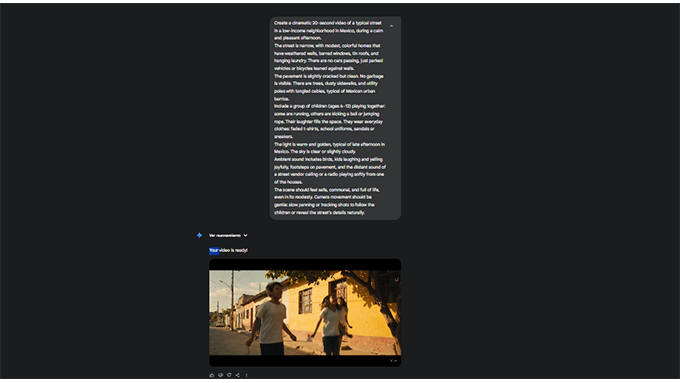 Create a cinematic 20-second video of a typical street
in a low-income neighborhood in Mexico, during a calm
and pleasant afternoon.
The street is narrow, with modest, colorful homes that
have weathered walls, barred windows, tin roofs, and
hanging laundry. There are no cars passing, just parked
vehicles or bicycles leaned against walls.
The pavement is slightly cracked but clean. No garbage
is visible. There are trees, dusty sidewalks, and utility
poles with tangled cables, typical of Mexican urban
barrios.
Include a group of children (ages 6-12) playing together:
some are running, others are kicking a ball or jumping
rope. Their laughter fills the space. They wear everyday
clothes: faded t-shirts, school uniforms, sandals or
sneakers.
The light is warm and golden, typical of late afternoon in
Mexico. The sky is clear or slightly cloudy.
Ambient sound includes birds, kids laughing and yelling
joyfully, footsteps on pavement, and the distant sound of
a street vendor calling or a radio playing softly from one
of the houses.
The scene should feel safe, communal, and full of life,
even in its modesty. Camera movement should be
gentle: slow panning or tracking shots to follow the
children or reveal the street's details naturally.
Ver razonamiento
Your video is ready!